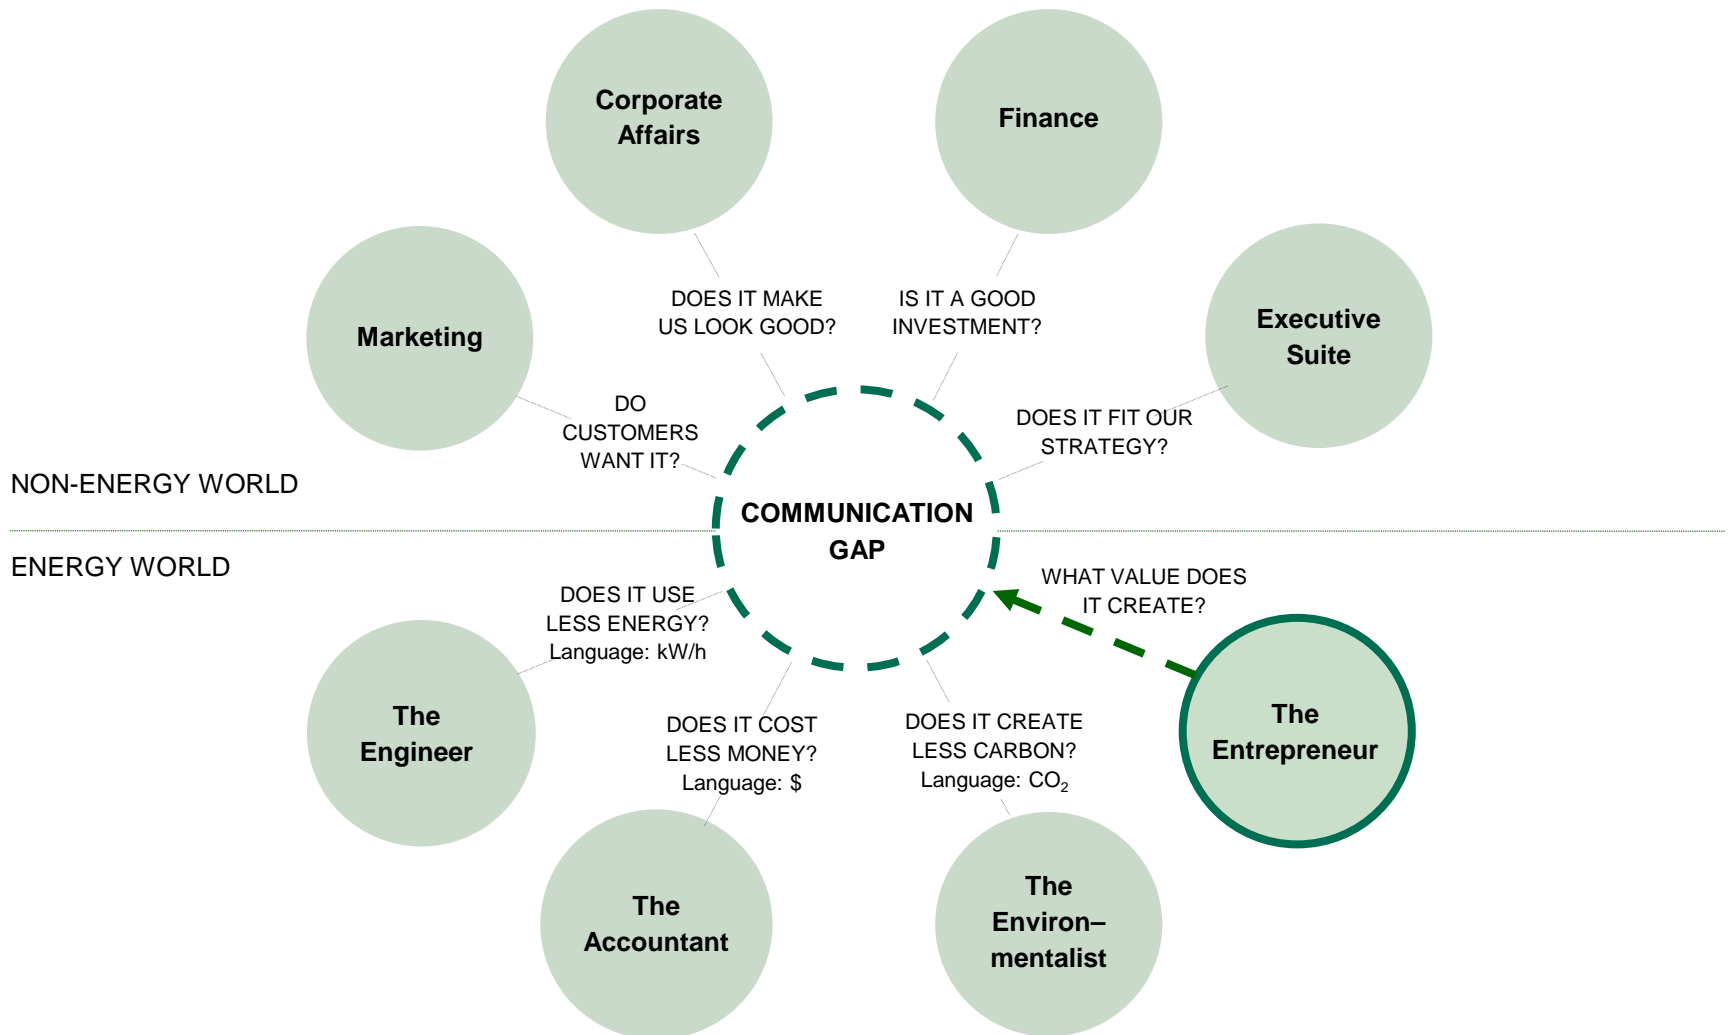 Corporate
Affairs
Finance
Marketing
Executive
Suite
DOES IT MAKE
US LOOK GOOD?
IS IT A GOOD
INVESTMENT?
DO
CUSTOMERS
WANT IT?
DOES IT FIT OUR
STRATEGY?
NON-ENERGY WORLD
COMMUNICATION
GAP
ENERGY WORLD
DOES IT USE
LESS ENERGY?
Language: kW/h
WHAT VALUE DOES
IT CREATE?
The
Engineer
DOES IT COST
LESS MONEY?
Language: $
DOES IT CREATE
LESS CARBON?
Language: CO₂
The
Entrepreneur
The
Accountant
The
Environ–
mentalist